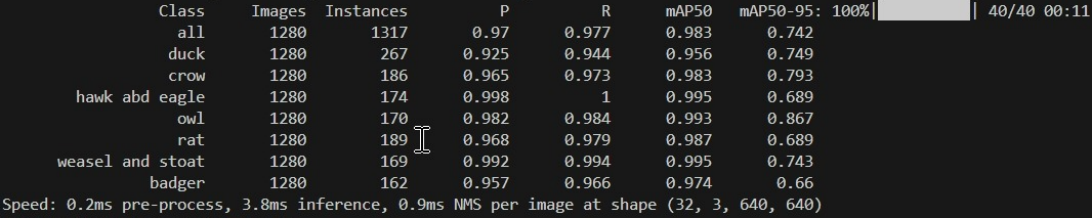 Class Images Instances P R mAP50 mAP50-95: 100%| | 40/40 00:11
all 1280 1317 0.97 0.977 0.983 0.742
duck 1280 267 0.925 0.944 0.956 0.749
crow 1280 186 0.965 0.973 0.983 0.793
hawk abd eagle 1280 174 0.998 1 0.995 0.689
owl 1280 170 0.982 0.984 0.993 0.867
rat 1280 189 0.968 0.979 0.987 0.689
weasel and stoat 1280 169 0.992 0.994 0.995 0.743
badger 1280 162 0.957 0.966 0.974 0.66
Speed: 0.2ms pre-process, 3.8ms inference, 0.9ms NMS per image at shape (32, 3, 640, 640)